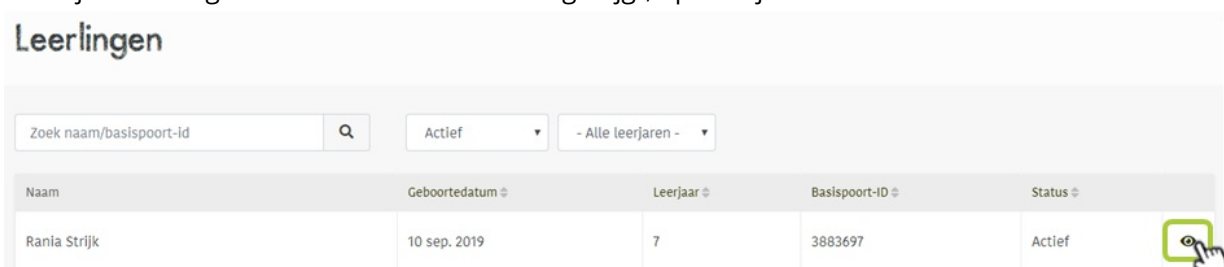 Leerlingen
Zoek naam/basispoort-id Actief - Alle leerjaren -
Naam Geboortedatum Leerjaar Basispoort-ID Status
Rania Strijk 10 sep. 2019 7 3883697 Actief